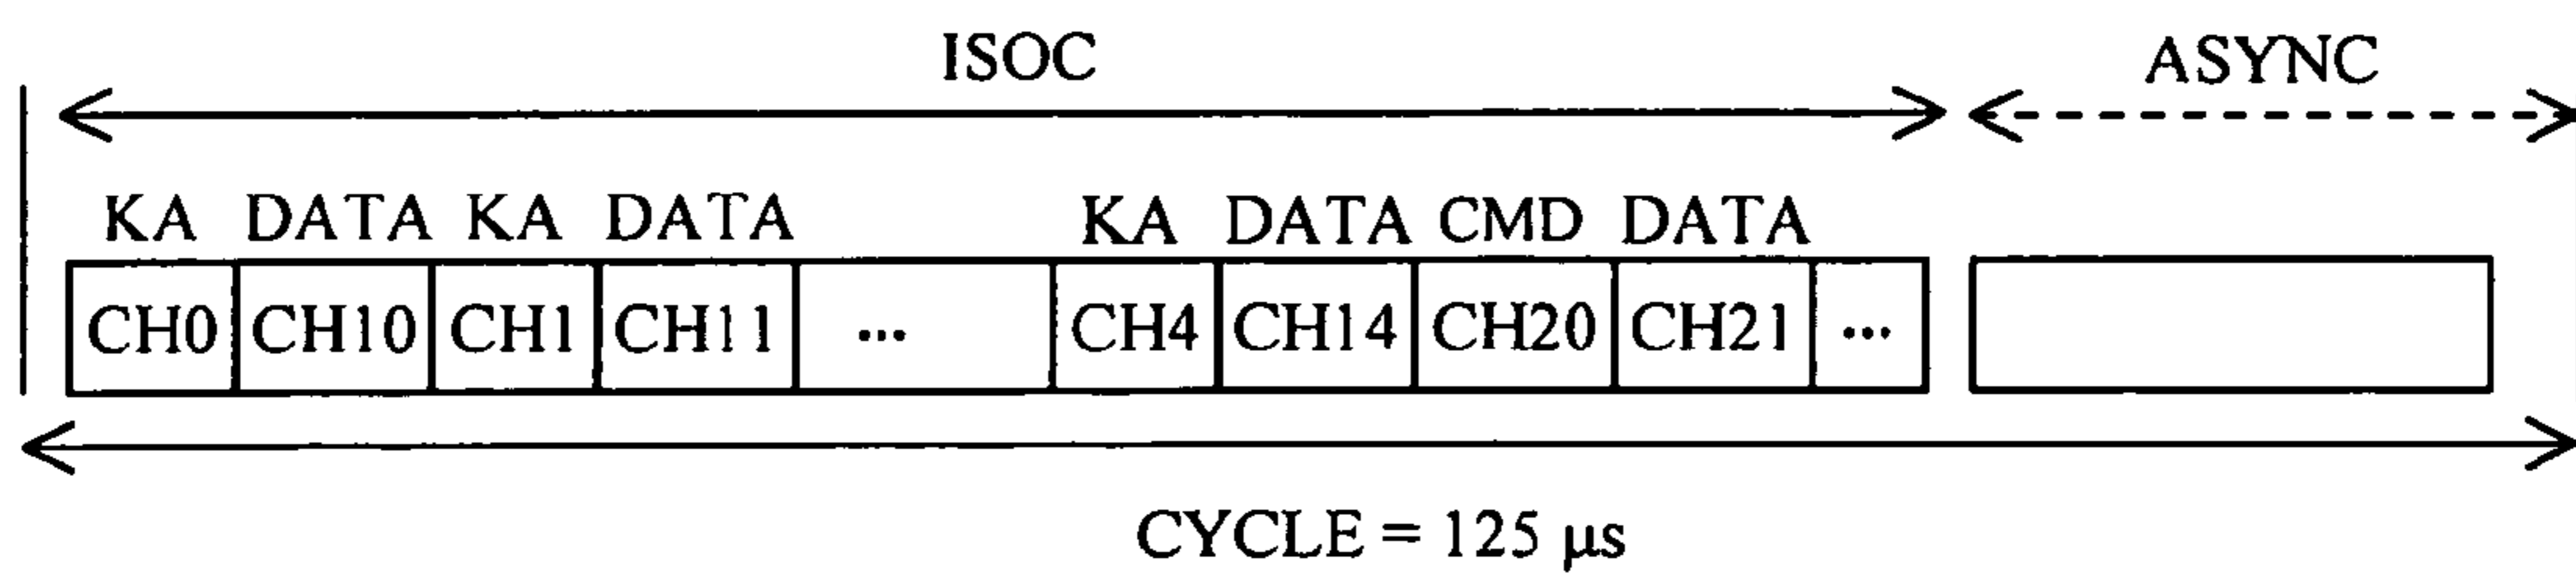 ISOC ASYNC
KA DATA KA DATA KA DATA CMD DATA
CH0 CH10 CH1 CH11 ... CH4 CH14 CH20 CH21 ...
CYCLE = 125 µs